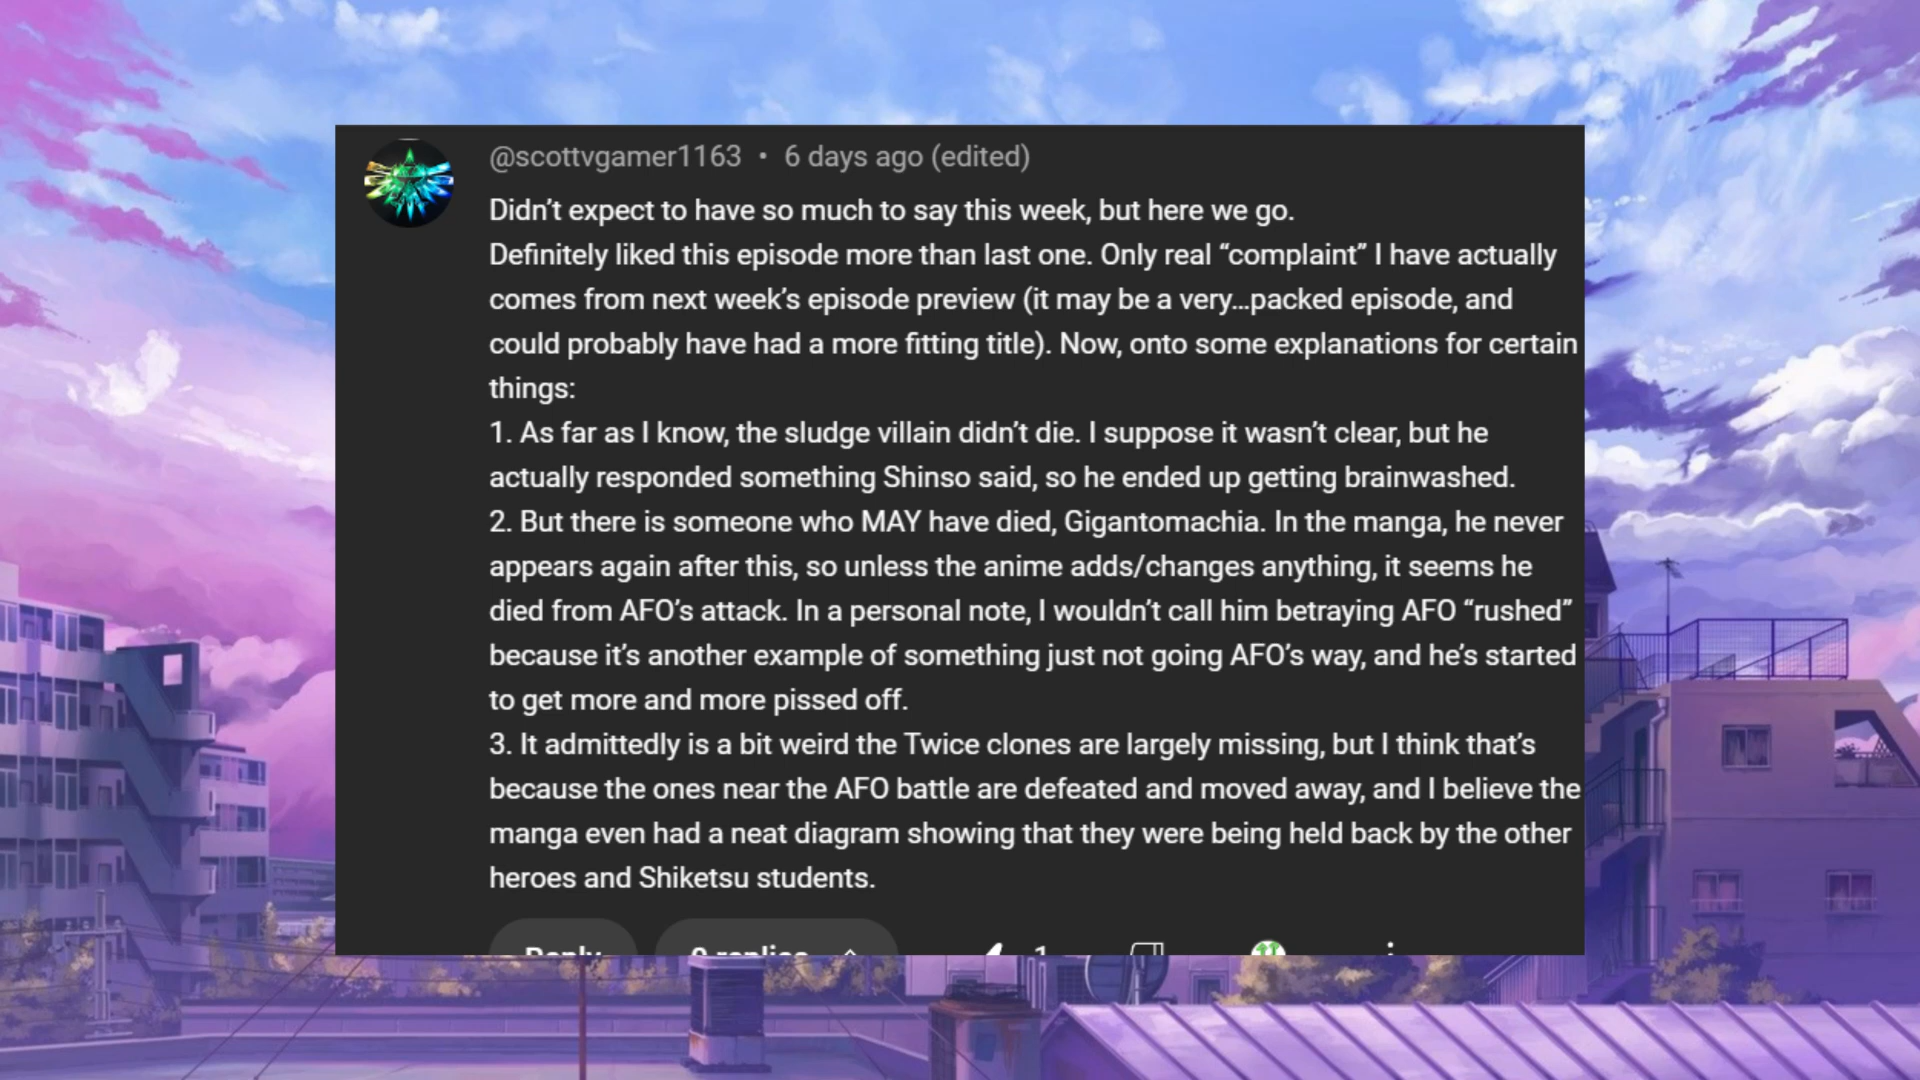 @scottvgamer1163 • 6 days ago (edited)
Didn’t expect to have so much to say this week, but here we go.
Definitely liked this episode more than last one. Only real “complaint” I have actually
comes from next week’s episode preview (it may be a very…packed episode, and
could probably have had a more fitting title). Now, onto some explanations for certain
things:
1. As far as I know, the sludge villain didn’t die. I suppose it wasn’t clear, but he
actually responded something Shinso said, so he ended up getting brainwashed.
2. But there is someone who MAY have died, Gigantomachia. In the manga, he never
appears again after this, so unless the anime adds/changes anything, it seems he
died from AFO’s attack. In a personal note, I wouldn’t call him betraying AFO “rushed”
because it’s another example of something just not going AFO’s way, and he’s started
to get more and more pissed off.
3. It admittedly is a bit weird the Twice clones are largely missing, but I think that’s
because the ones near the AFO battle are defeated and moved away, and I believe the
manga even had a neat diagram showing that they were being held back by the other
heroes and Shiketsu students.
Reply replies 1